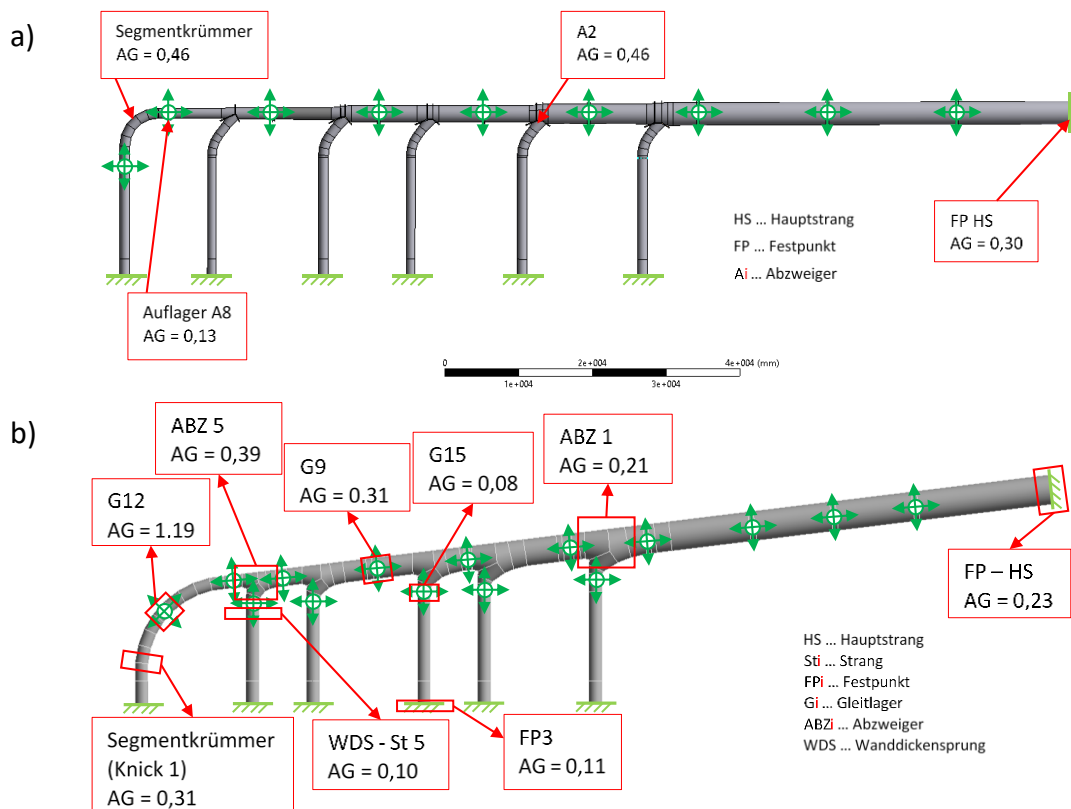 a)
Segmentkrümmer
AG = 0,46
A2
AG = 0,46
HS ... Hauptstrang
FP ... Festpunkt
Ai ... Abzweiger
FP HS
AG = 0,30
Auflager A8
AG = 0,13
0
2e+004
4e+004 (mm)
1e+004
3e+004
b)
ABZ 5
AG = 0,39
G9
AG = 0.31
G15
AG = 0,08
ABZ 1
AG = 0,21
G12
AG = 1.19
FP – HS
AG = 0,23
HS ... Hauptstrang
Sti ... Strang
FPi ... Festpunkt
Gi ... Gleitlager
ABZi ... Abzweiger
WDS ... Wanddickensprung
Segmentkrümmer
(Knick 1)
AG = 0,31
WDS - St 5
AG = 0,10
FP3
AG = 0,11